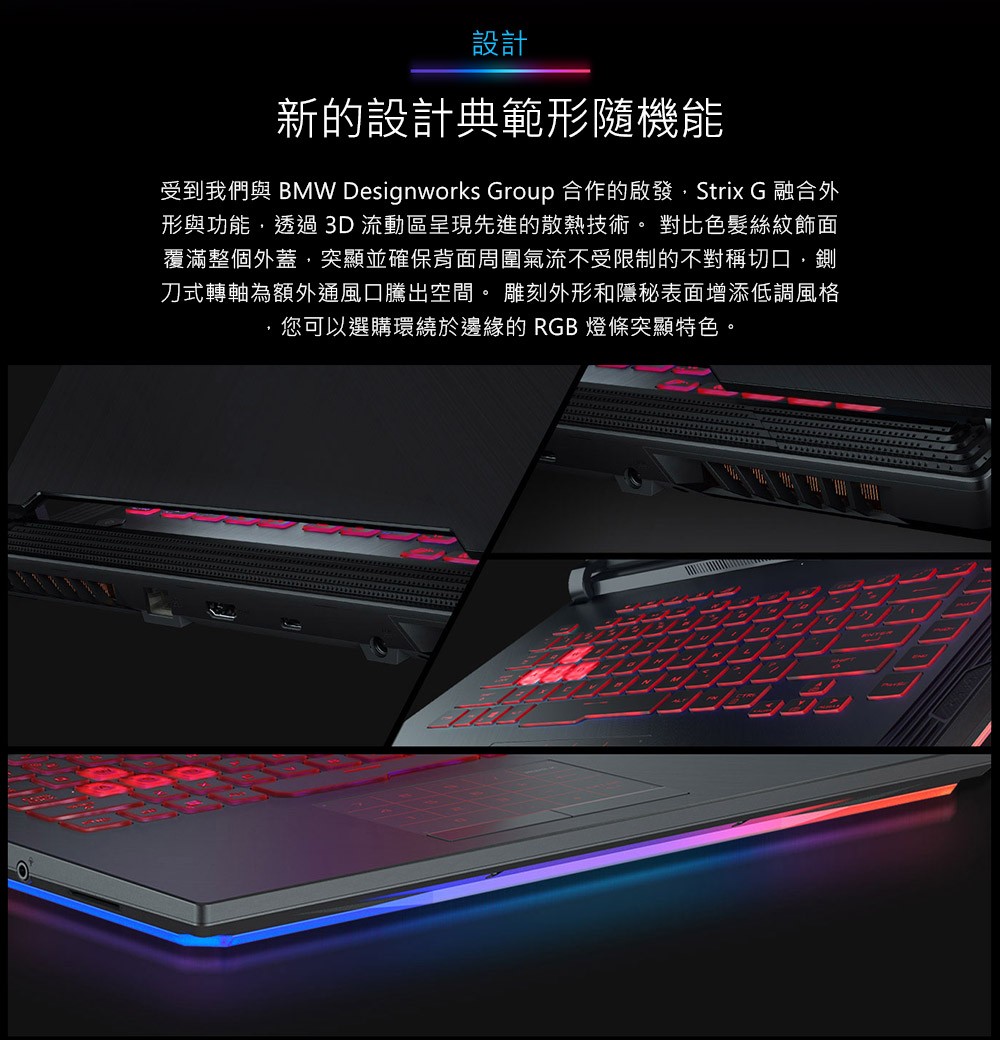 設計
新的設計典範形隨機能
受到我們與 BMW Designworks Group 合作的啟發，Strix G 融合外
形與功能，透過 3D 流動區呈現先進的散熱技術。 對比色髮絲紋飾面
覆滿整個外蓋，突顯並確保背面周圍氣流不受限制的不對稱切口，鍘
刀式轉軸為額外通風口騰出空間。 雕刻外形和隱秘表面增添低調風格
，您可以選購環繞於邊緣的 RGB 燈條突顯特色。
ENTER
SHIFT